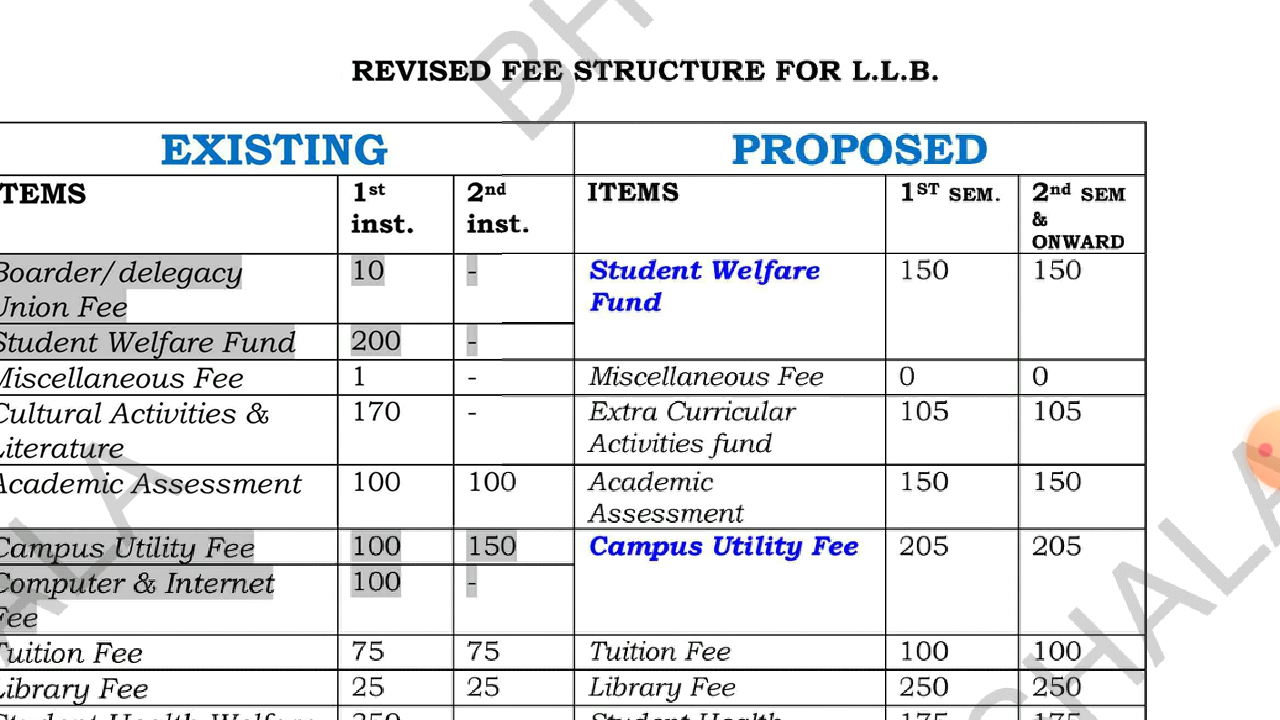 REVISED FEE STRUCTURE FOR L.L.B.
EXISTING PROPOSED
TEMS 1st inst. 2nd inst. ITEMS 1ST SEM. 2nd SEM & ONWARD
Boarder/delegacy Union Fee 10 - Student Welfare Fund 150 150
Student Welfare Fund 200 -
Miscellaneous Fee 1 - Miscellaneous Fee 0 0
Cultural Activities & Literature 170 - Extra Curricular Activities fund 105 105
Academic Assessment 100 100 Academic Assessment 150 150
Campus Utility Fee 100 150 Campus Utility Fee 205 205
Computer & Internet Fee 100 -
Tuition Fee 75 75 Tuition Fee 100 100
Library Fee 25 25 Library Fee 250 250